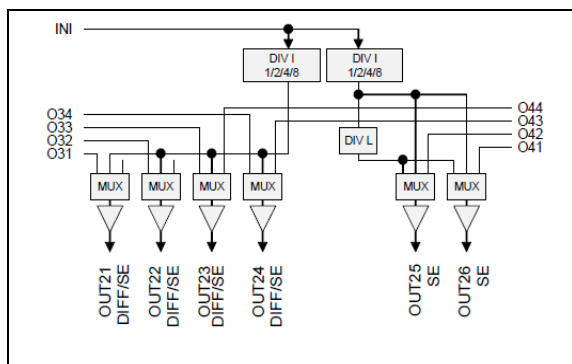 INI
DIV I
1/2/4/8
DIV I
1/2/4/8
O34
O33
O32
O31
O44
O43
O42
O41
DIV L
MUX
MUX
MUX
MUX
MUX
MUX
OUT21
DIFF/SE
OUT22
DIFF/SE
OUT23
DIFF/SE
OUT24
DIFF/SE
OUT25
SE
OUT26
SE